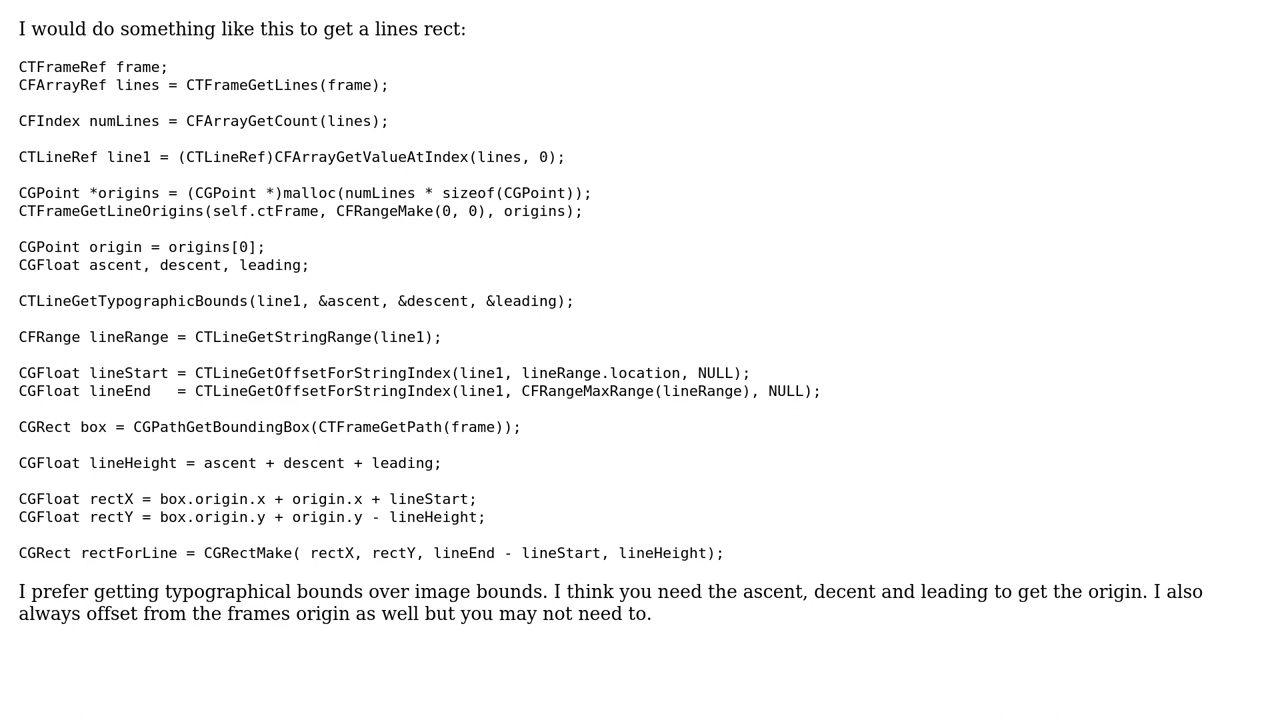 I would do something like this to get a lines rect:
CTFrameRef frame;
CFArrayRef lines = CTFrameGetLines(frame);
CFIndex numLines = CFArrayGetCount(lines);
CTLineRef line1 = (CTLineRef)CFArrayGetValueAtIndex(lines, 0);
CGPoint *origins = (CGPoint *)malloc(numLines * sizeof(CGPoint));
CTFrameGetLineOrigins(self.ctFrame, CFRangeMake(0, 0), origins);
CGPoint origin = origins[0];
CGFloat ascent, descent, leading;
CTLineGetTypographicBounds(line1, &ascent, &descent, &leading);
CFRange lineRange = CTLineGetStringRange(line1);
CGFloat lineStart = CTLineGetOffsetForStringIndex(line1, lineRange.location, NULL);
CGFloat lineEnd   = CTLineGetOffsetForStringIndex(line1, CFRangeMaxRange(lineRange), NULL);
CGRect box = CGPathGetBoundingBox(CTFrameGetPath(frame));
CGFloat lineHeight = ascent + descent + leading;
CGFloat rectX = box.origin.x + origin.x + lineStart;
CGFloat rectY = box.origin.y + origin.y - lineHeight;
CGRect rectForLine = CGRectMake( rectX, rectY, lineEnd - lineStart, lineHeight);
I prefer getting typographical bounds over image bounds. I think you need the ascent, decent and leading to get the origin. I also
always offset from the frames origin as well but you may not need to.